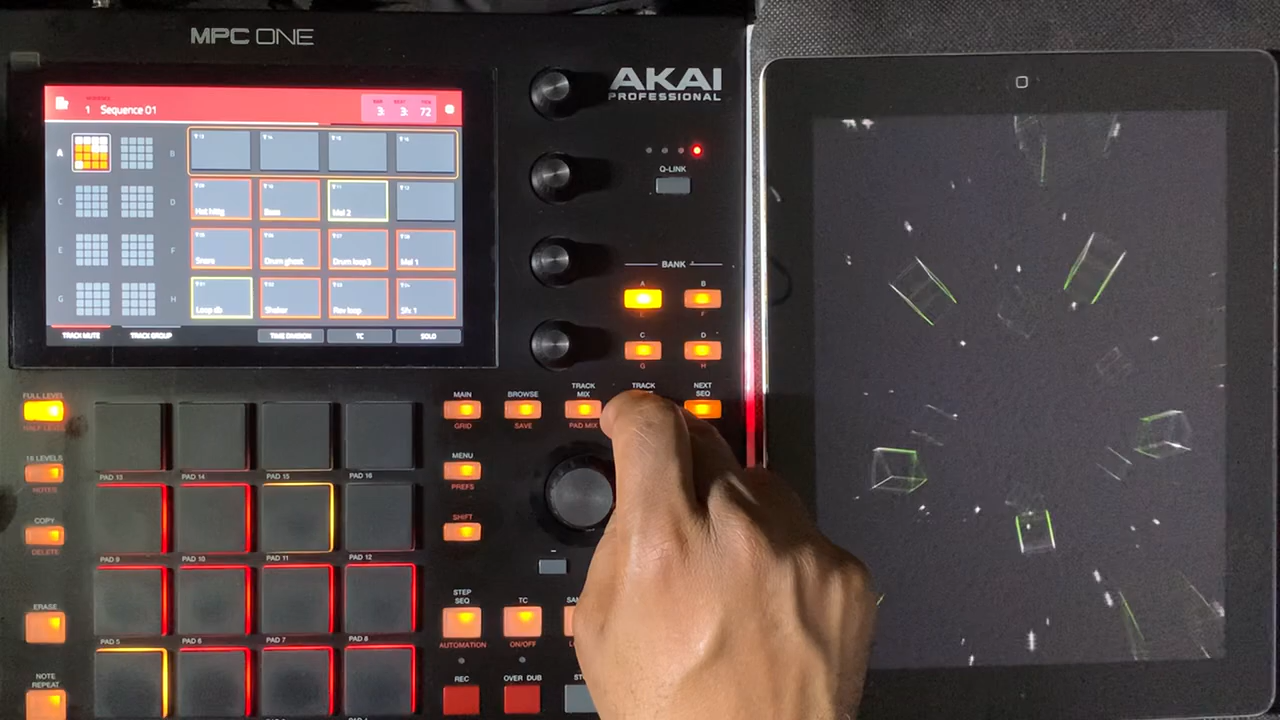 MPC ONE
AKAI
PROFESSIONAL
1 Sequence 01
3: 3: 72
A B
C D
E F
G H
Hat hMg
Bass
Mel 2
Snare
Drum ghost
Drum loop3
Mel 1
Loop db
Shaker
Rev loop
Sfx 1
TRACK MUTE
TRACK GROUP
TIME DIVISION
TC
SOLO
Q-LINK
BANK
A B
F
C D
G H
FULL LEVEL
HALF LEVEL
16 LEVELS
NOTES
COPY
DELETE
ERASE
NOTE
REPEAT
PAD 13
PAD 14
PAD 15
PAD 16
PAD 9
PAD 10
PAD 11
PAD 12
PAD 5
PAD 6
PAD 7
PAD 8
MAIN
GRID
BROWSE
SAVE
TRACK
MIX
PAD MIX
TRACK
NEXT
SEQ
MENU
PREFS
SHIFT
-
STEP
SEQ
AUTOMATION
TC
ON/OFF
REC
OVER DUB